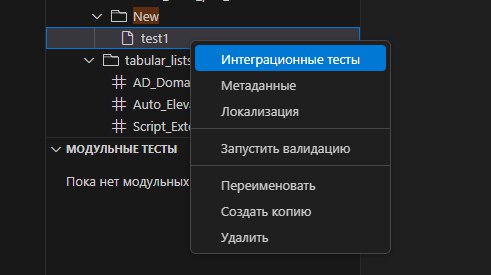 New
test1
Интеграционные тесты
tabular_lists
Метаданные
AD_Doma
Auto_Eleva
Локализация
Script_Exte
МОДУЛЬНЫЕ ТЕСТЫ
Запустить валидацию
Пока нет модульных
Переименовать
Создать копию
Удалить